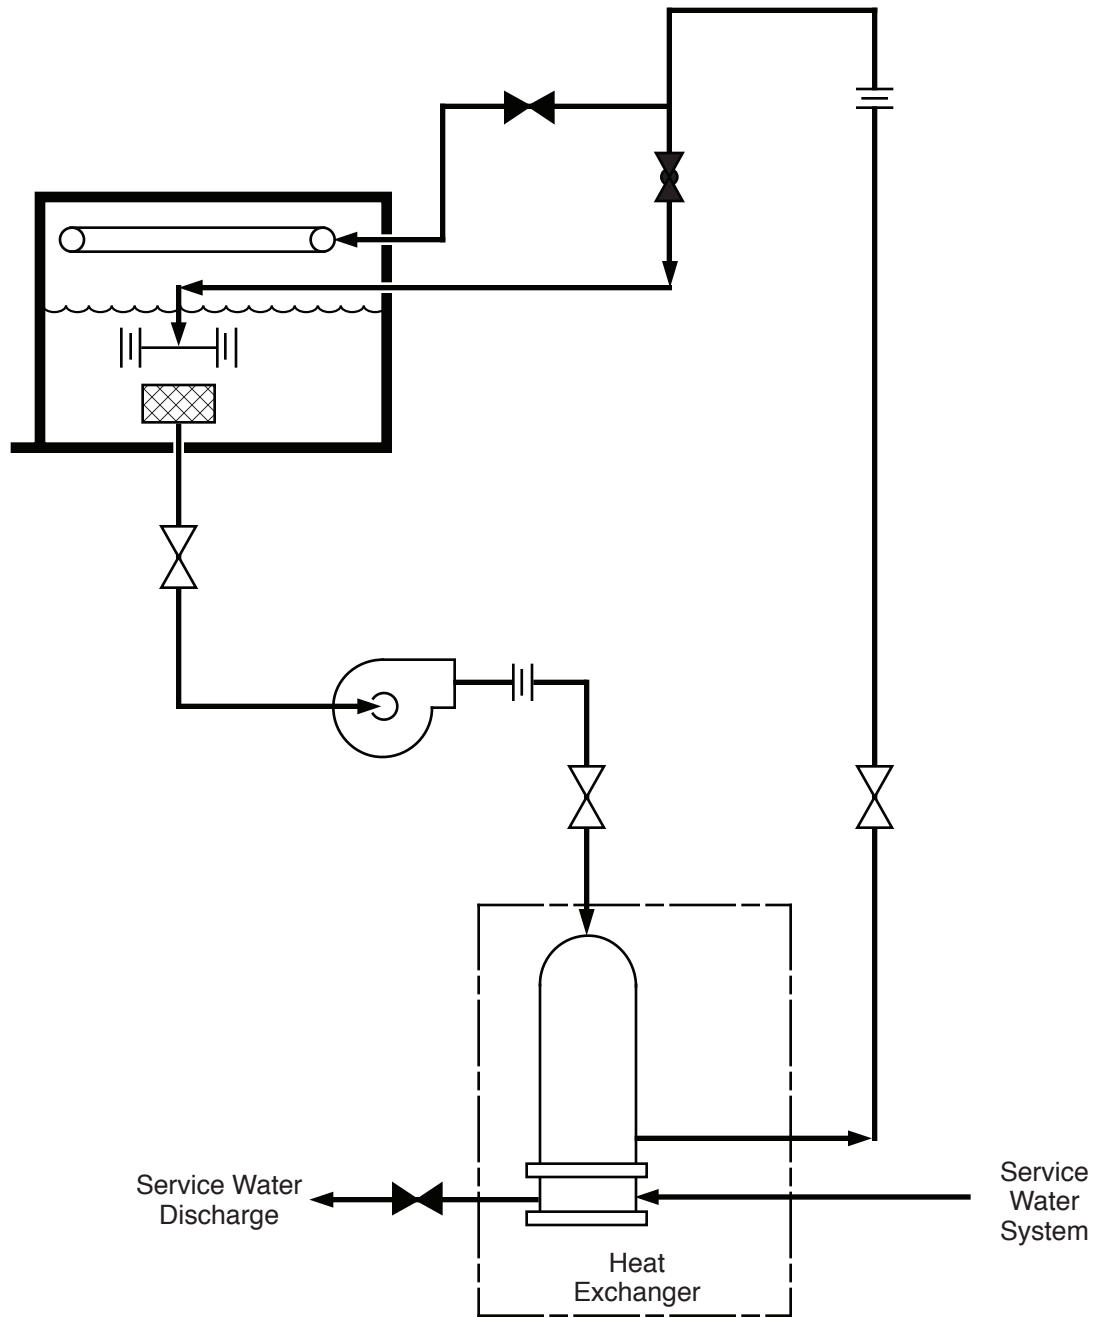 Service Water
Discharge
Service
Water
System
Heat
Exchanger